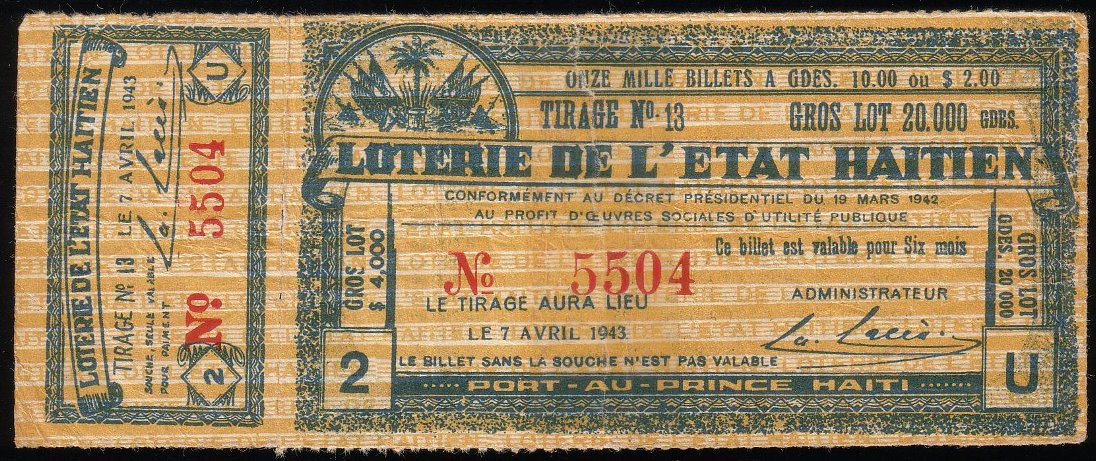 LOTERIE DE L'ETAT HAITIEN
TIRAGE Nº 13 LE 7 AVRIL 1943
SOUCHE, SEULE VALABLE
POUR PAIMENT
Nº 5504
2
U
ONZE MILLE BILLETS A GDES. 10.00 OU $ 2.00
TIRAGE Nº 13 GROS LOT 20.000 GDES.
LOTERIE DE L'ETAT HAITIEN
CONFORMÉMENT AU DÉCRET PRÉSIDENTIEL DU 19 MARS 1942
AU PROFIT D'ŒUVRES SOCIALES D'UTILITÉ PUBLIQUE
GROS LOT
$ 4,000
Ce billet est valable pour Six mois
Nº 5504
LE TIRAGE AURA LIEU
LE 7 AVRIL 1943
ADMINISTRATEUR
GROS LOT
GDES. 20 000
LE BILLET SANS LA SOUCHE N'EST PAS VALABLE
2
PORT-AU-PRINCE HAITI
U